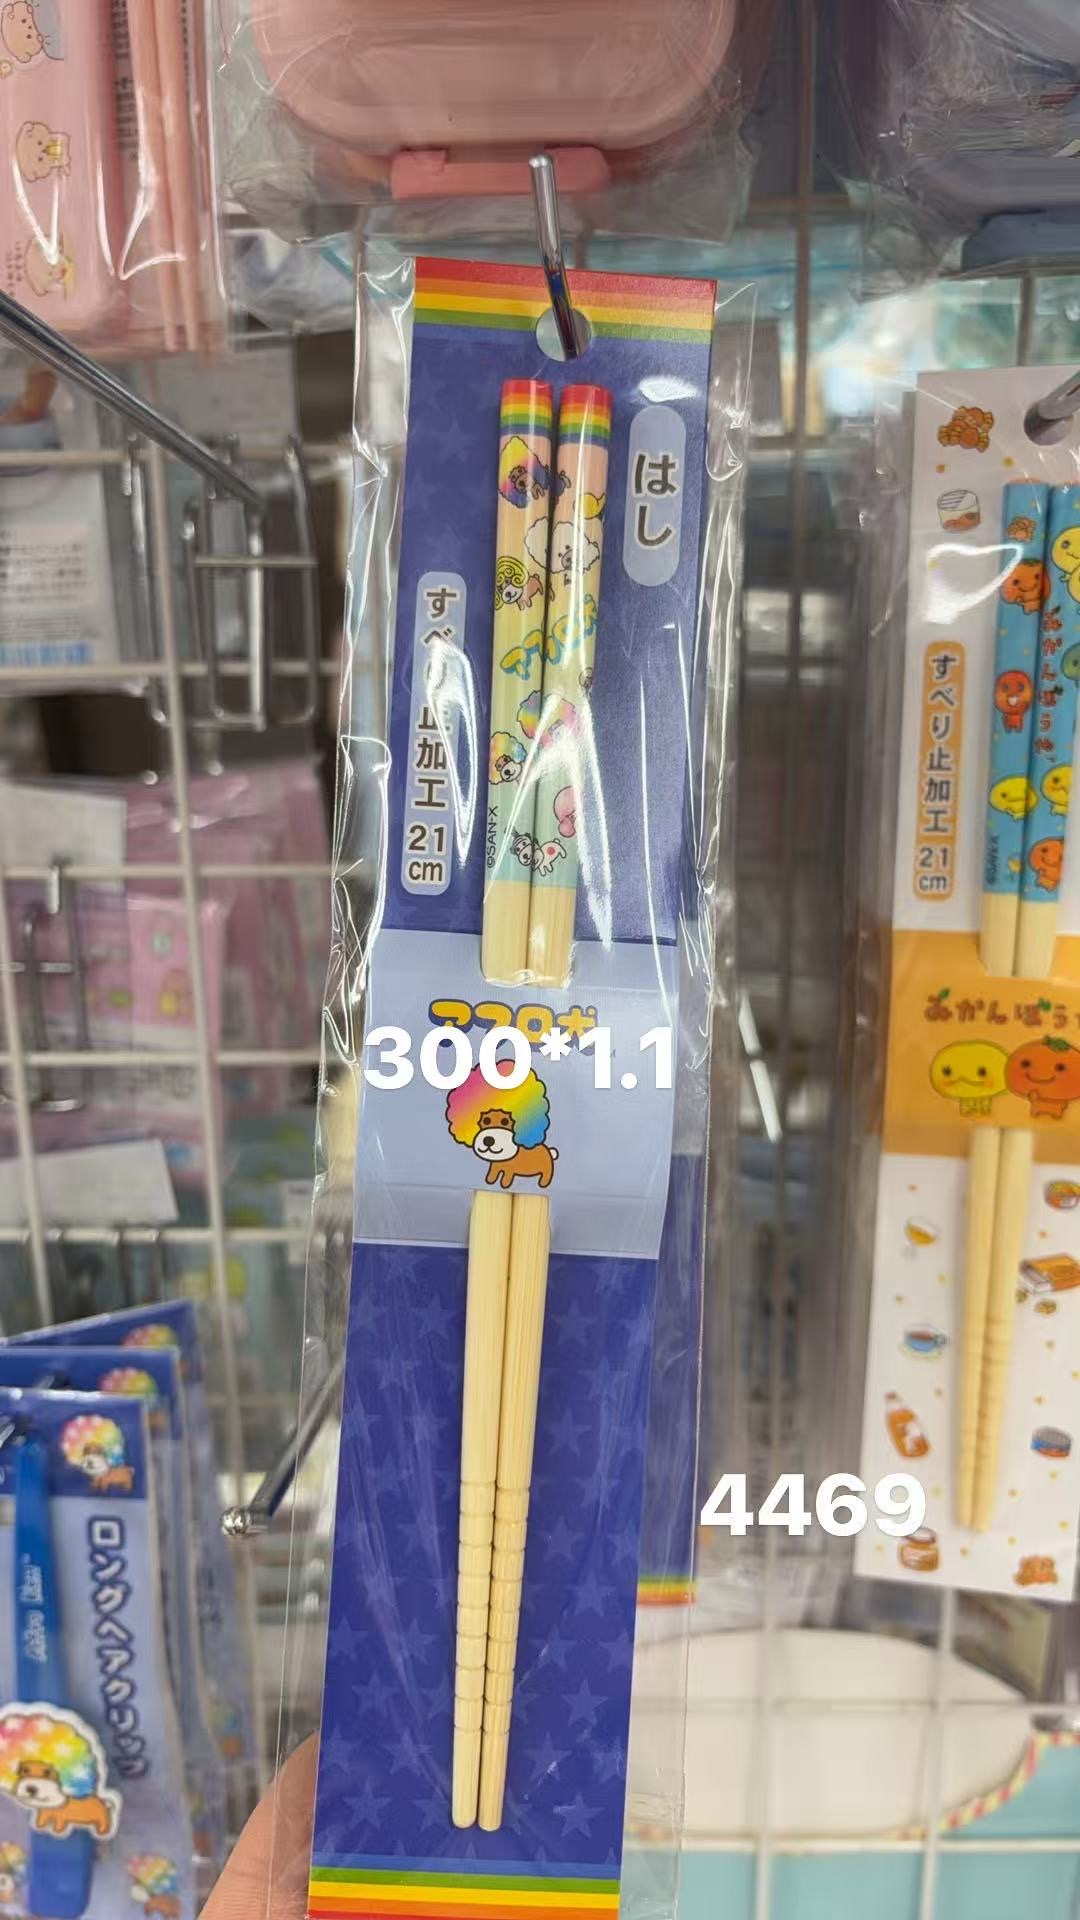 はし
すべり止加工 21cm
アフロ
©SAN-X
アフロ犬
300*1.1
4469
すべり止加工 21cm
みかんぼうや
©SAN-X
みかんぼうや
ロングヘアクリップ